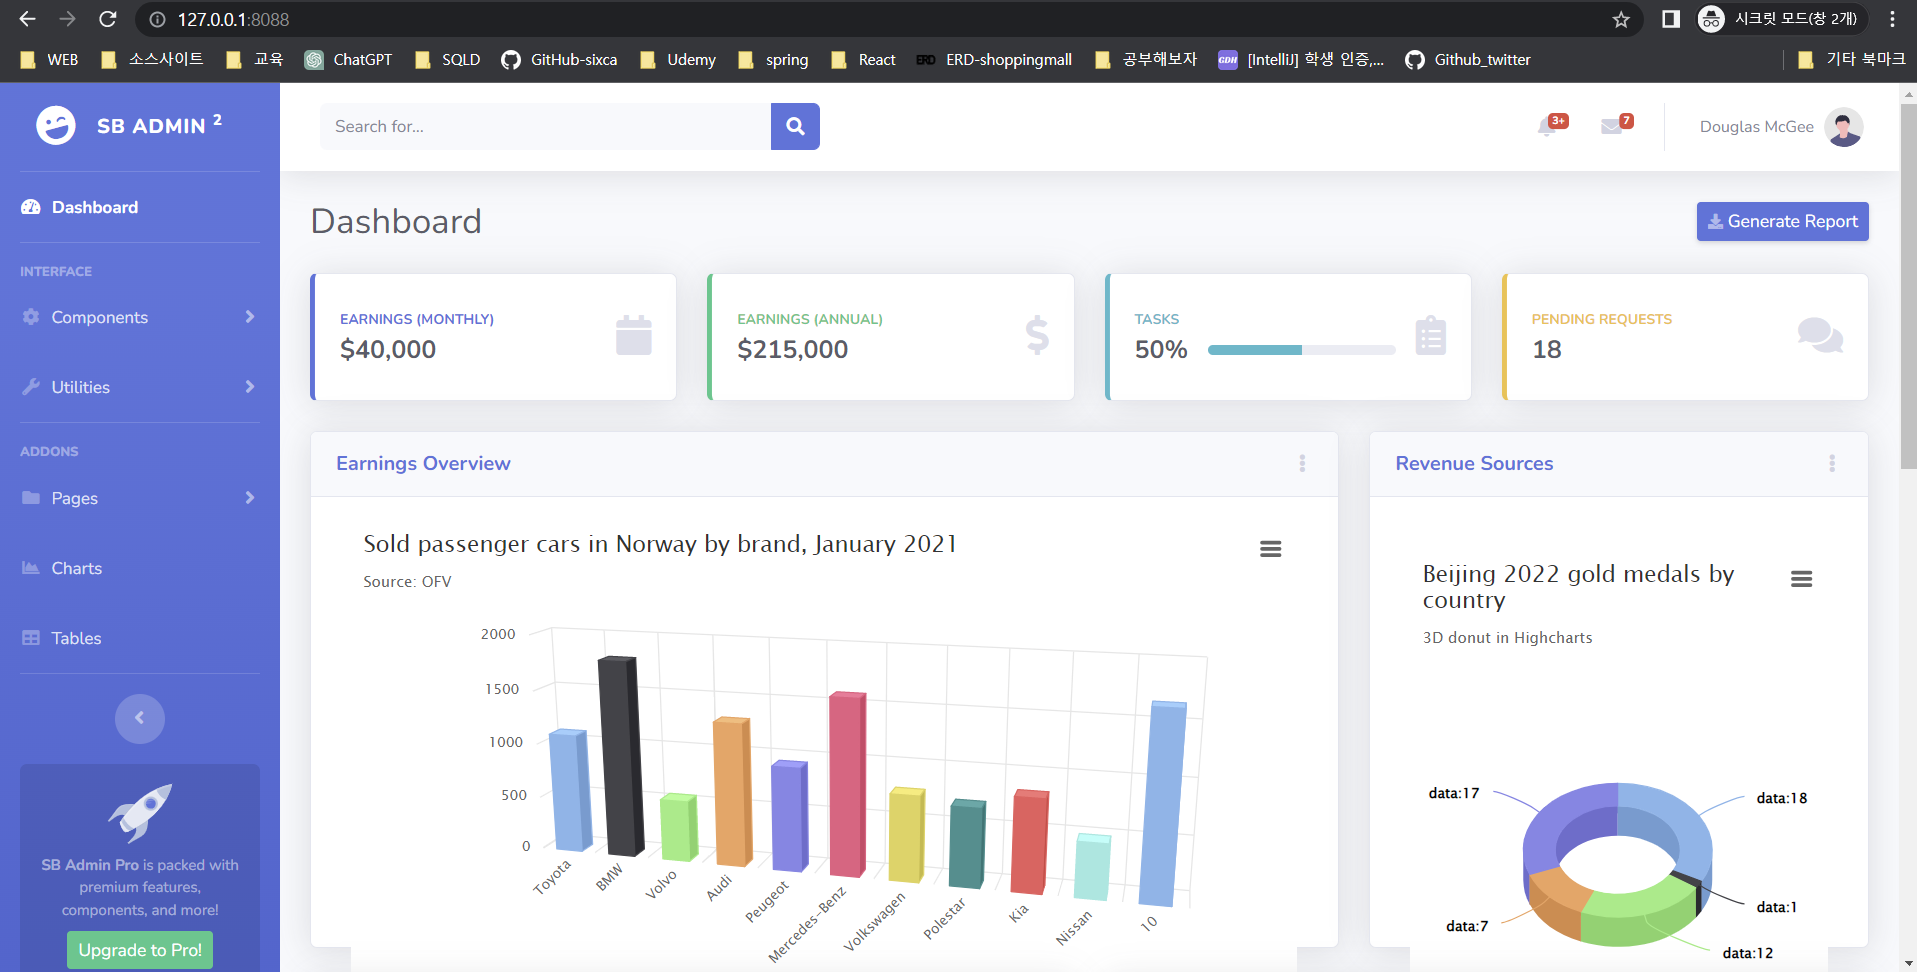 127.0.0.1:8088
시크릿 모드(창 2개)
WEB
소스사이트
교육
ChatGPT
SQLD
GitHub-sixca
Udemy
spring
React
ERD
ERD-shoppingmall
공부해보자
GDH
[IntelliJ] 학생 인증,...
Github_twitter
기타 북마크
SB ADMIN 2
Search for...
3+
7
Douglas McGee
Dashboard
INTERFACE
Components
Utilities
ADDONS
Pages
Charts
Tables
SB Admin Pro is packed with
premium features,
components, and more!
Upgrade to Pro!
Dashboard
Generate Report
EARNINGS (MONTHLY)
$40,000
EARNINGS (ANNUAL)
$215,000
TASKS
50%
PENDING REQUESTS
18
Earnings Overview
Sold passenger cars in Norway by brand, January 2021
Source: OFV
2000
1500
1000
500
0
Toyota
BMW
Volvo
Audi
Peugeot
Mercedes-Benz
Volkswagen
Polestar
Kia
Nissan
10
Revenue Sources
Beijing 2022 gold medals by
country
3D donut in Highcharts
data:17
data:18
data:1
data:7
data:12